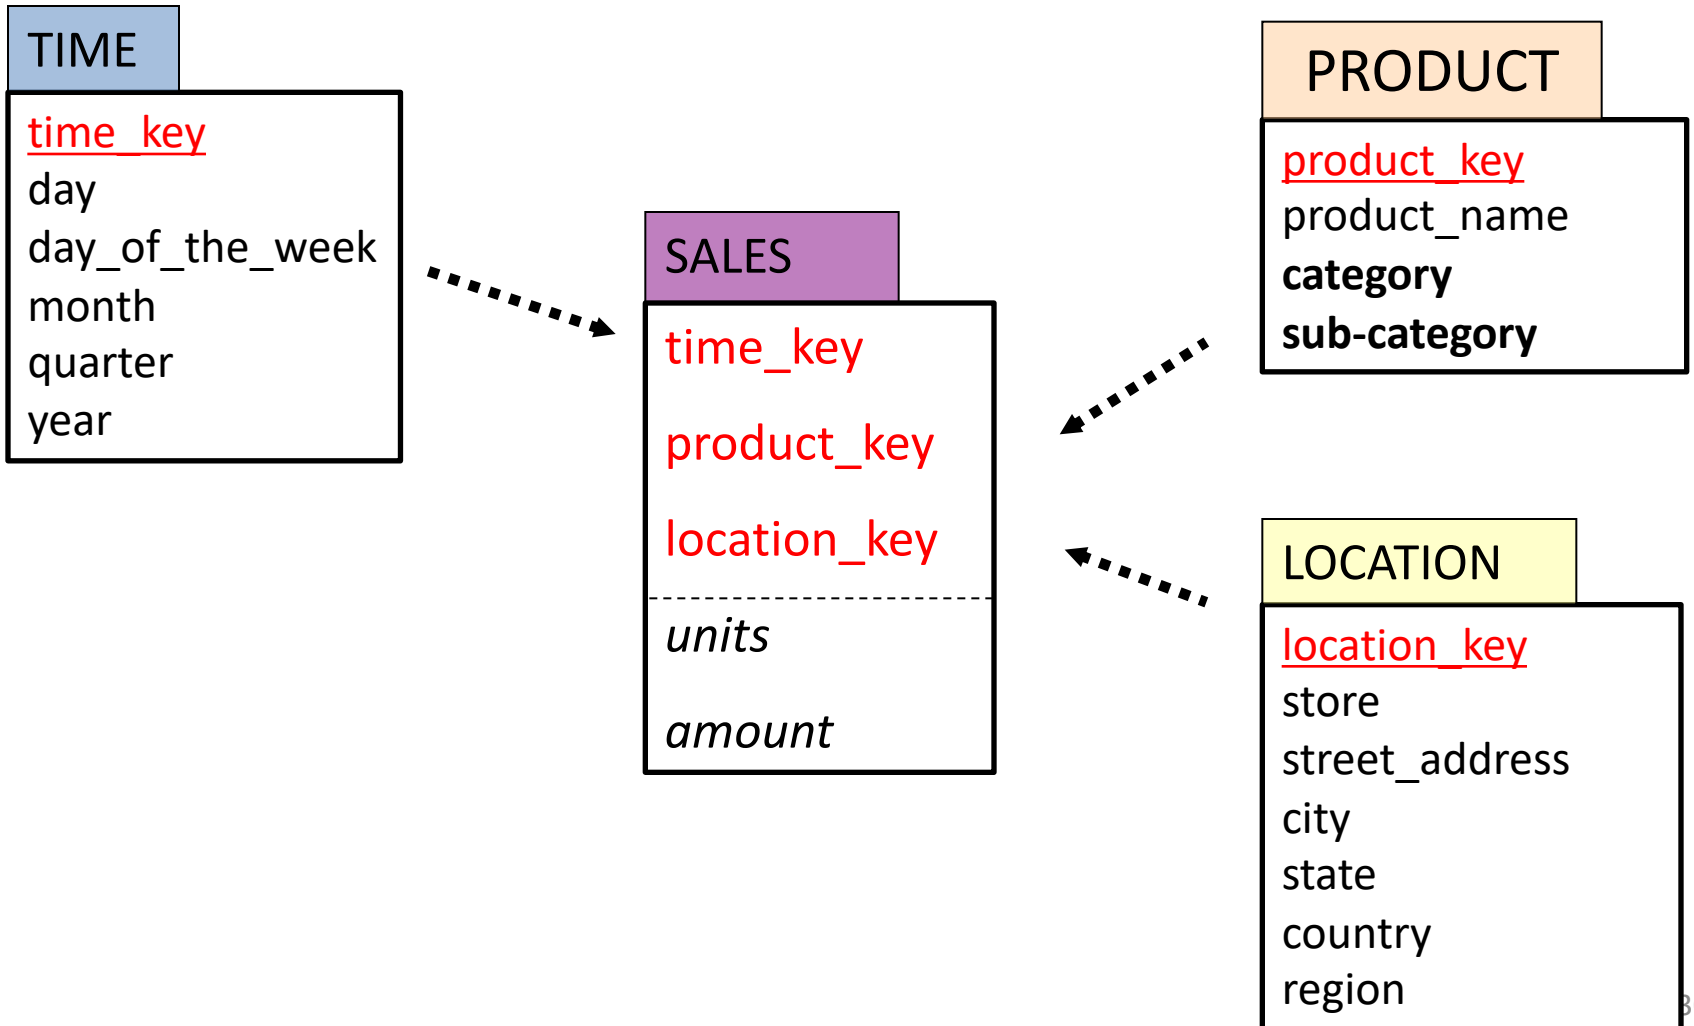 TIME
time_key
day
day_of_the_week
month
quarter
year
SALES
time_key
product_key
location_key
units
amount
PRODUCT
product_key
product_name
category
sub-category
LOCATION
location_key
store
street_address
city
state
country
region